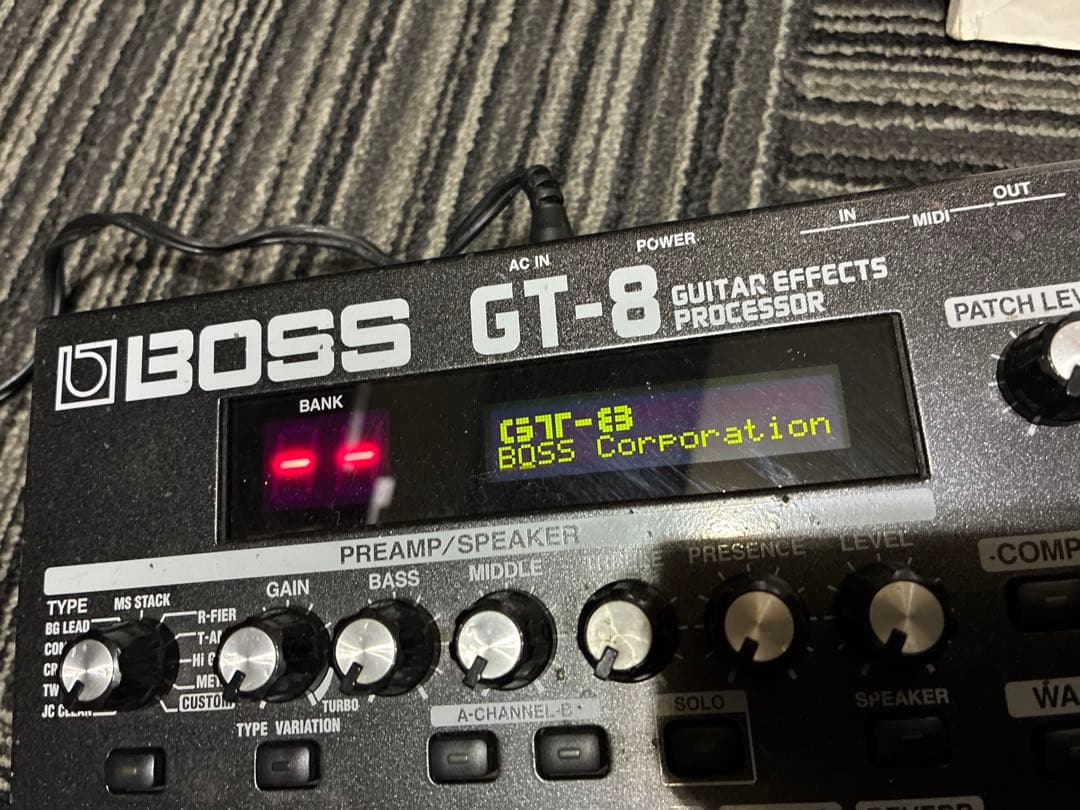 OUT
IN
MIDI
POWER
AC IN
BOSS
GT-8
GUITAR EFFECTS
PROCESSOR
PATCH
BANK
-- 
GT-8
BOSS Corporation
PREAMP/SPEAKER
TYPE
MS STACK
GAIN
BASS
MIDDLE
PRESENCE
LEVEL
BG LEAD
R-FIER
JC CLEAN
CUSTOM
TURBO
TYPE VARIATION
A-CHANNEL-B
SOLO
SPEAKER